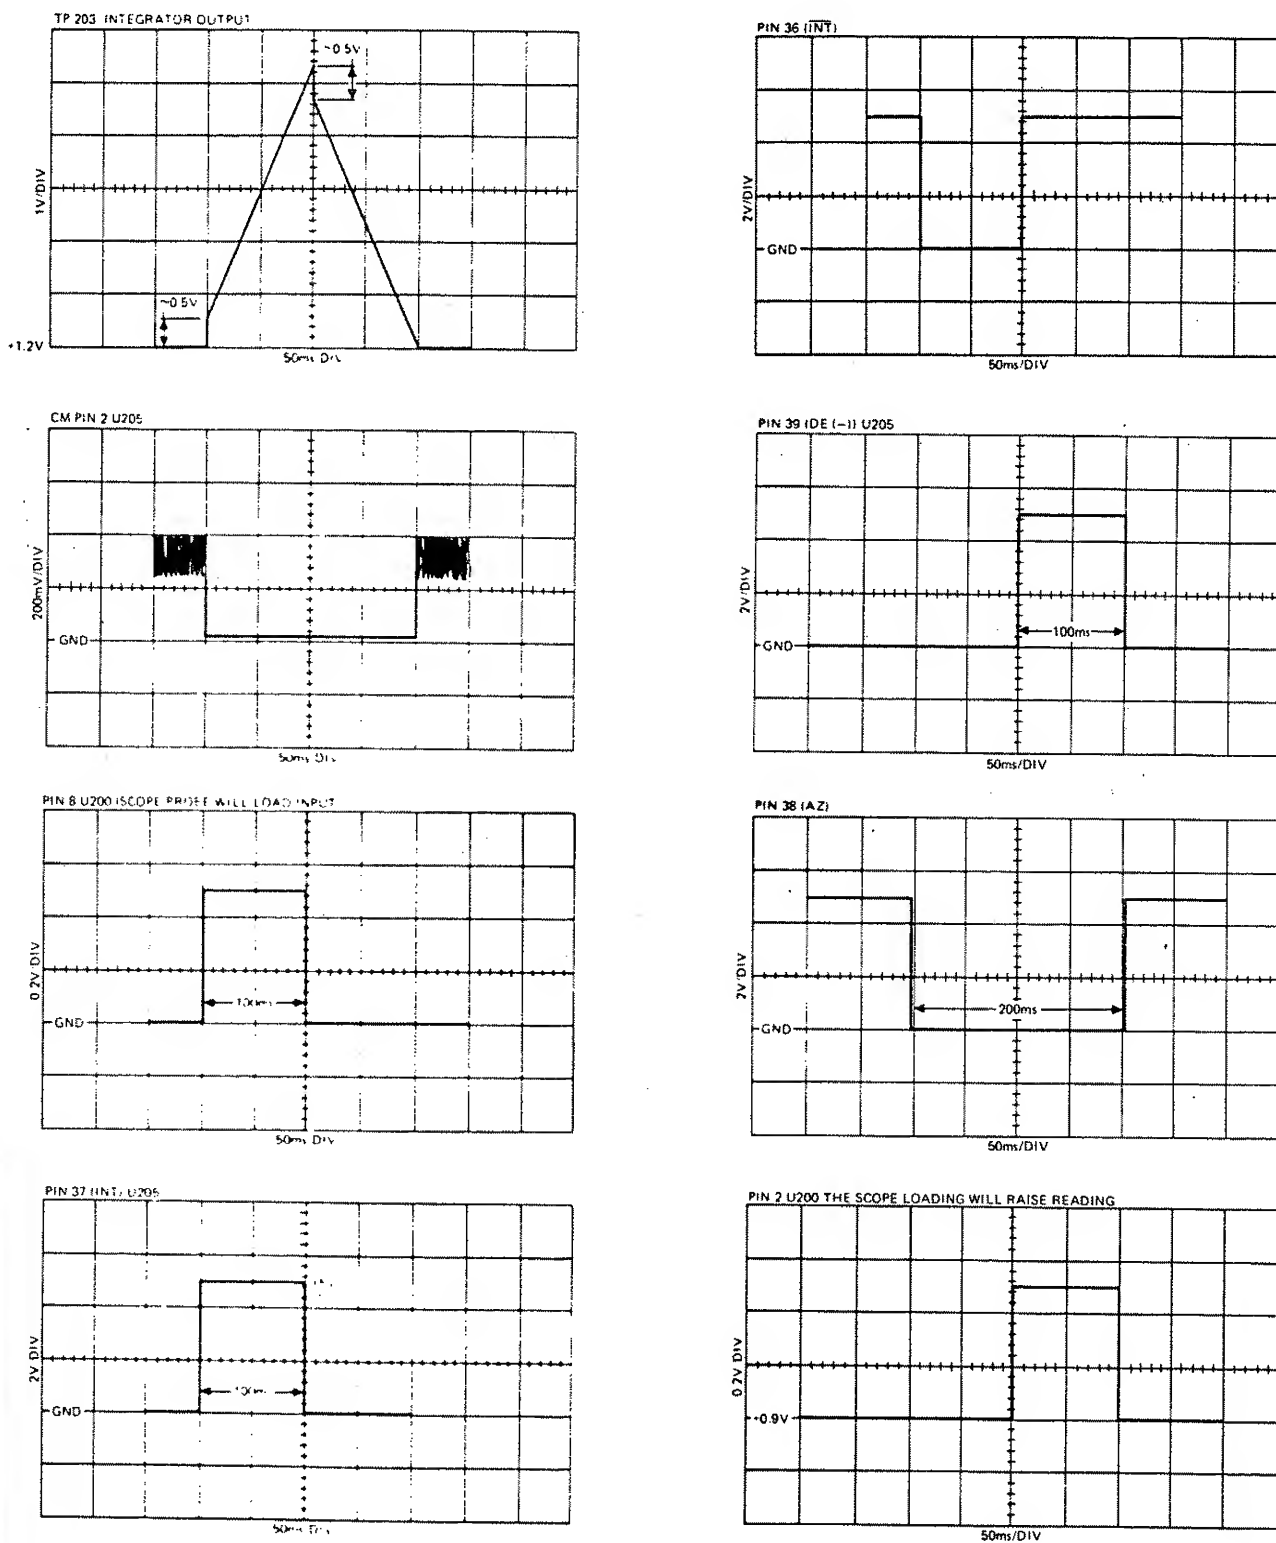 TP 203 INTEGRATOR OUTPUT
~0.5V
1V/DIV
~0.5V
+1.2V
50ms Div
PIN 36 (INT)
2V/DIV
GND
50ms/DIV
CM PIN 2 U205
200mV/DIV
GND
50ms Div
PIN 39 (DE (−)) U205
2V/DIV
100ms
GND
50ms/DIV
PIN 8 U200 (SCOPE PROBE WILL LOAD INPUT
0.2V/DIV
100ms
GND
50ms DIV
PIN 38 (AZ)
2V/DIV
200ms
GND
50ms/DIV
PIN 37 (INT) U205
2V/DIV
100ms
GND
50ms
PIN 2 U200 THE SCOPE LOADING WILL RAISE READING
0.2V DIV
+0.9V
50ms/DIV